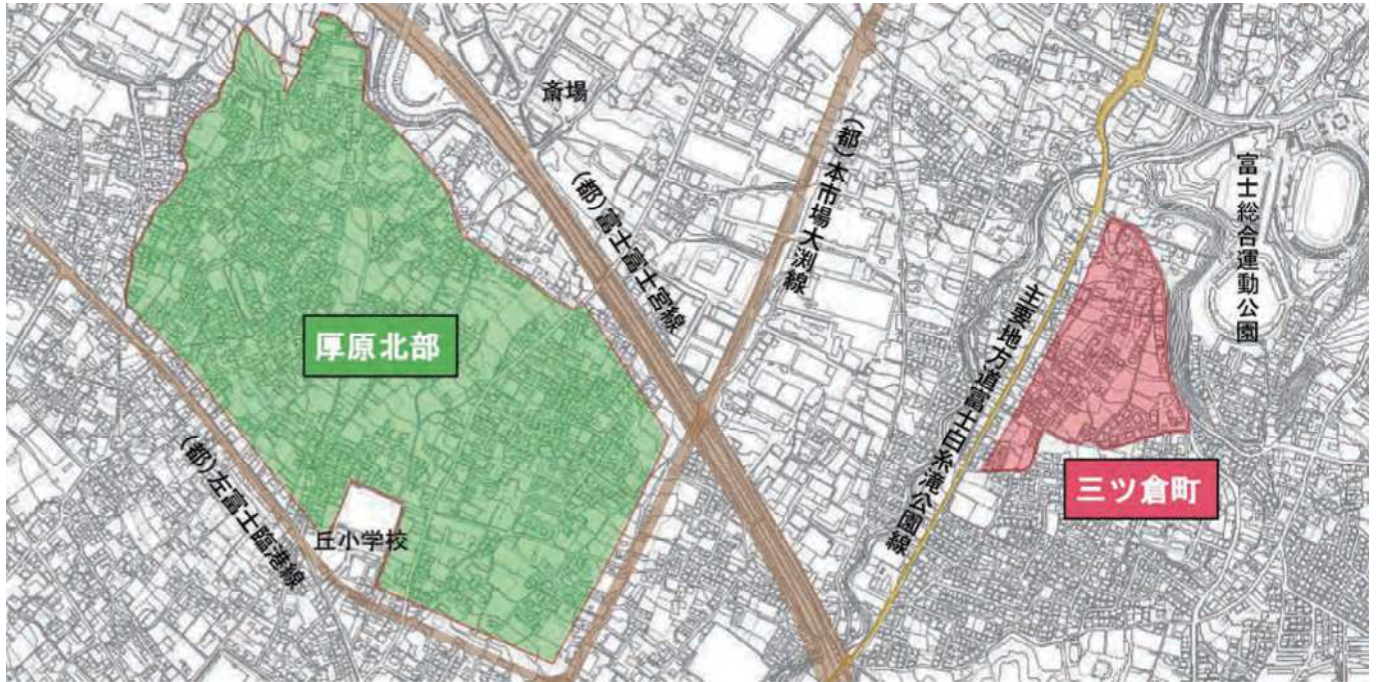 斎場
(都)本市場大渕線
富士総合運動公園
(都)富士富士宮線
主要地方道富士白糸滝公園線
厚原北部
三ツ倉町
(都)左富士臨港線
丘小学校